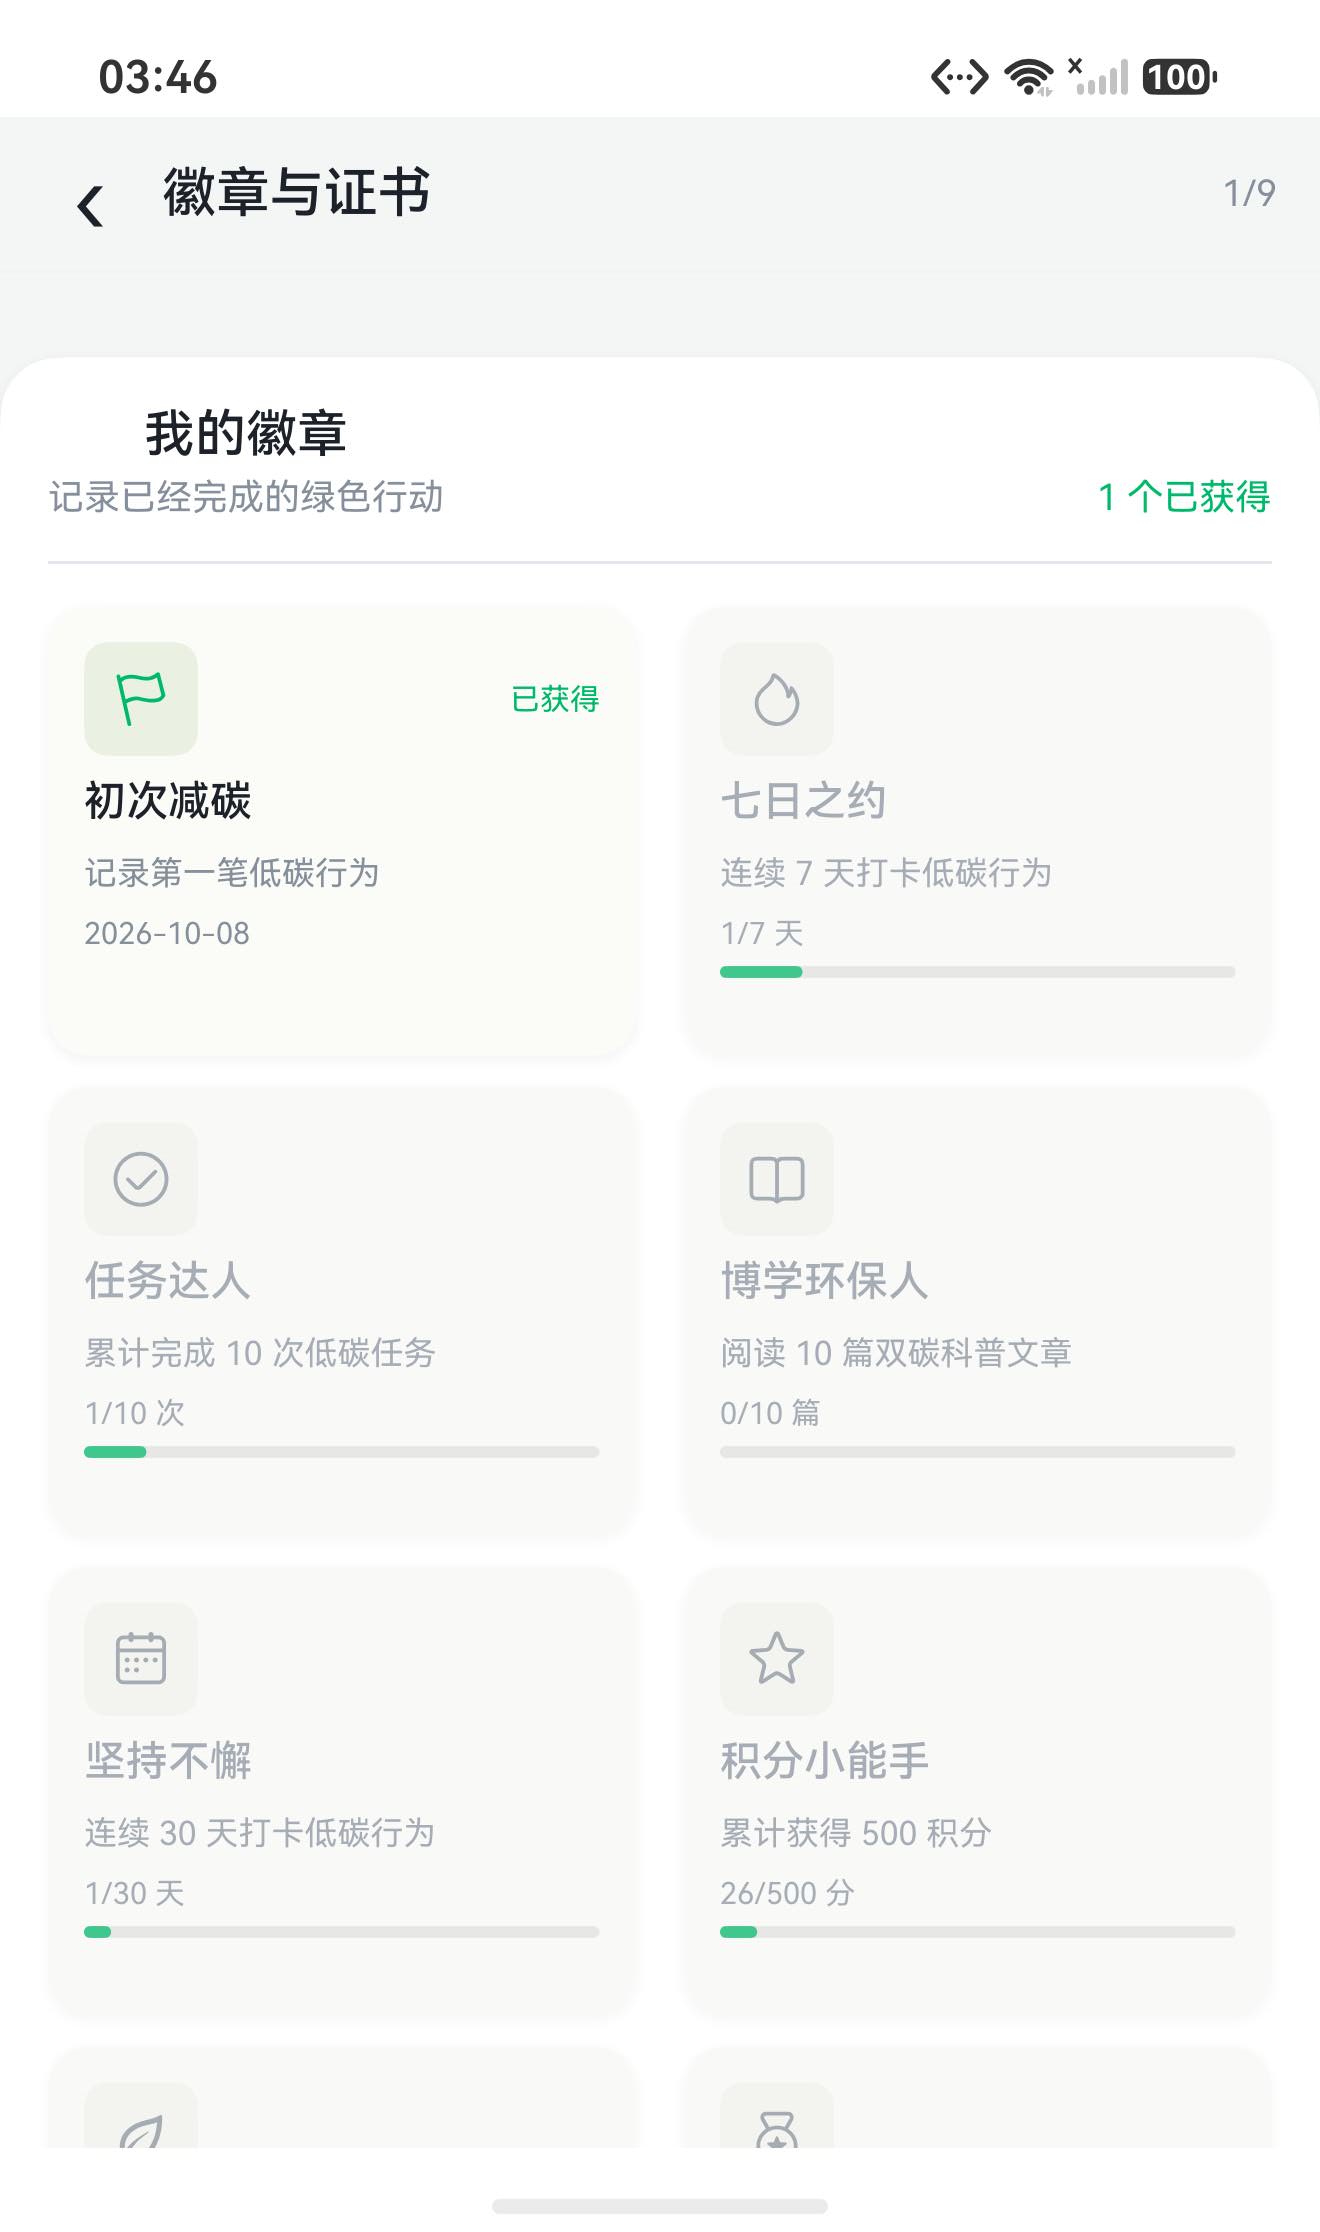 03:46
100
徽章与证书
1/9
我的徽章
记录已经完成的绿色行动
1 个已获得
已获得
初次减碳
记录第一笔低碳行为
2026-10-08
七日之约
连续 7 天打卡低碳行为
1/7 天
任务达人
累计完成 10 次低碳任务
1/10 次
博学环保人
阅读 10 篇双碳科普文章
0/10 篇
坚持不懈
连续 30 天打卡低碳行为
1/30 天
积分小能手
累计获得 500 积分
26/500 分